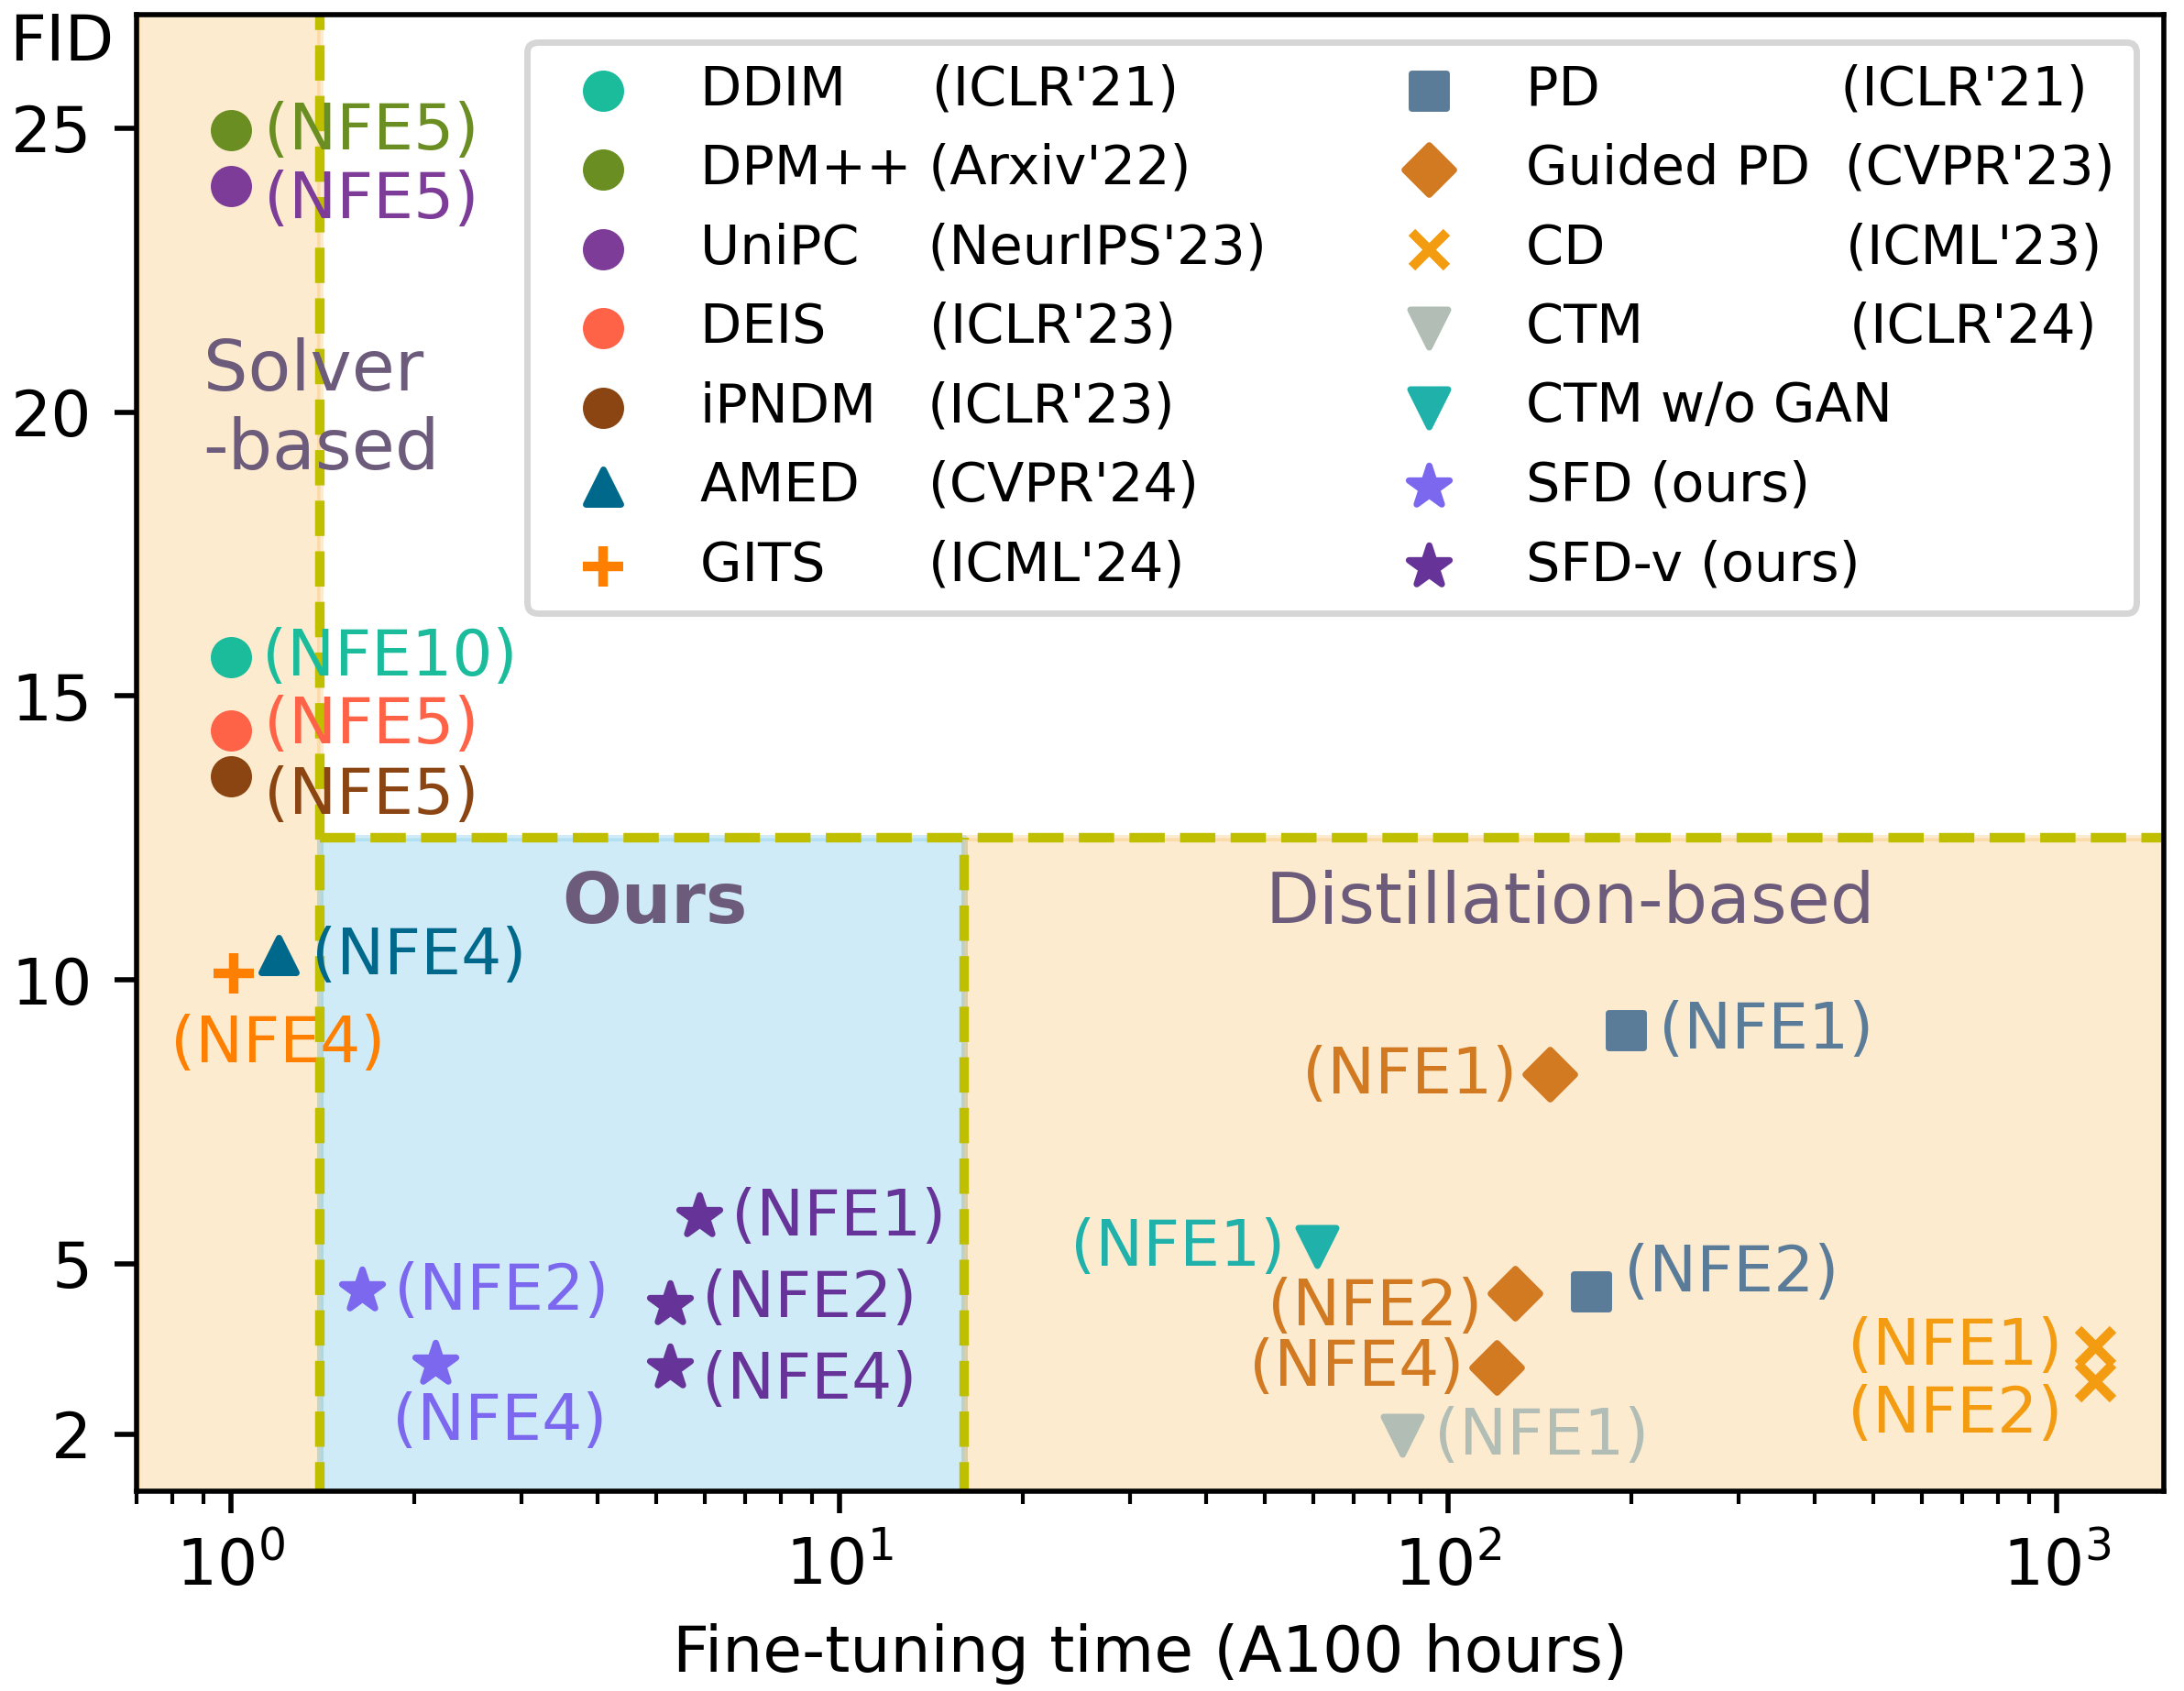 FID
25
20
15
10
5
2
DDIM (ICLR'21)
DPM++ (Arxiv'22)
UniPC (NeurIPS'23)
DEIS (ICLR'23)
iPNDM (ICLR'23)
AMED (CVPR'24)
GITS (ICML'24)
PD (ICLR'21)
Guided PD (CVPR'23)
CD (ICML'23)
CTM (ICLR'24)
CTM w/o GAN
SFD (ours)
SFD-v (ours)
(NFE5)
(NFE5)
Solver
-based
(NFE10)
(NFE5)
(NFE5)
Ours
Distillation-based
(NFE4)
(NFE4)
(NFE1)
(NFE1)
(NFE1)
(NFE1)
(NFE2)
(NFE2)
(NFE2)
(NFE2)
(NFE4)
(NFE4)
(NFE4)
(NFE1)
(NFE2)
(NFE1)
10⁰
10¹
10²
10³
Fine-tuning time (A100 hours)